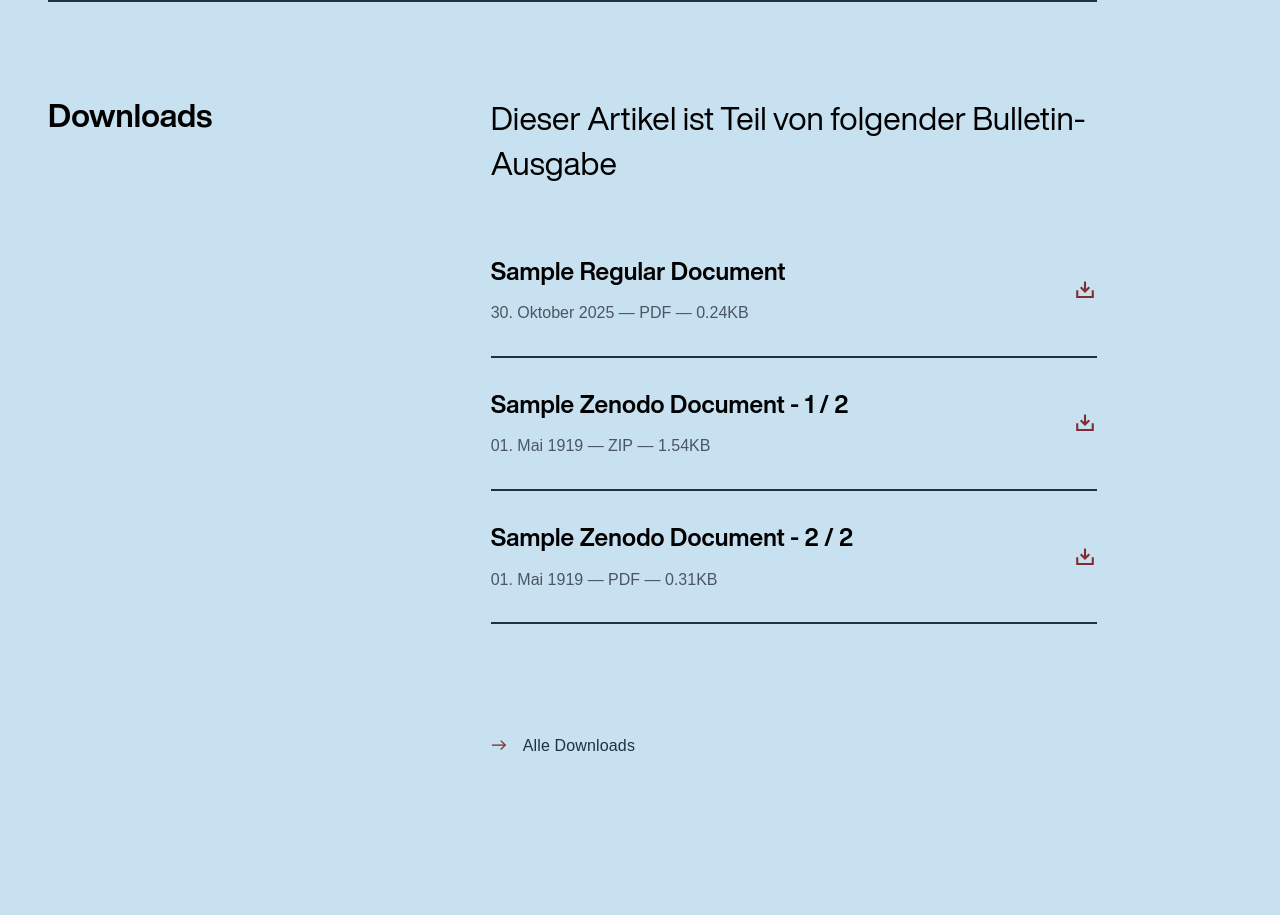 Downloads
Dieser Artikel ist Teil von folgender Bulletin-
Ausgabe
Sample Regular Document
30. Oktober 2025 — PDF — 0.24KB
Sample Zenodo Document - 1 / 2
01. Mai 1919 — ZIP — 1.54KB
Sample Zenodo Document - 2 / 2
01. Mai 1919 — PDF — 0.31KB
Alle Downloads